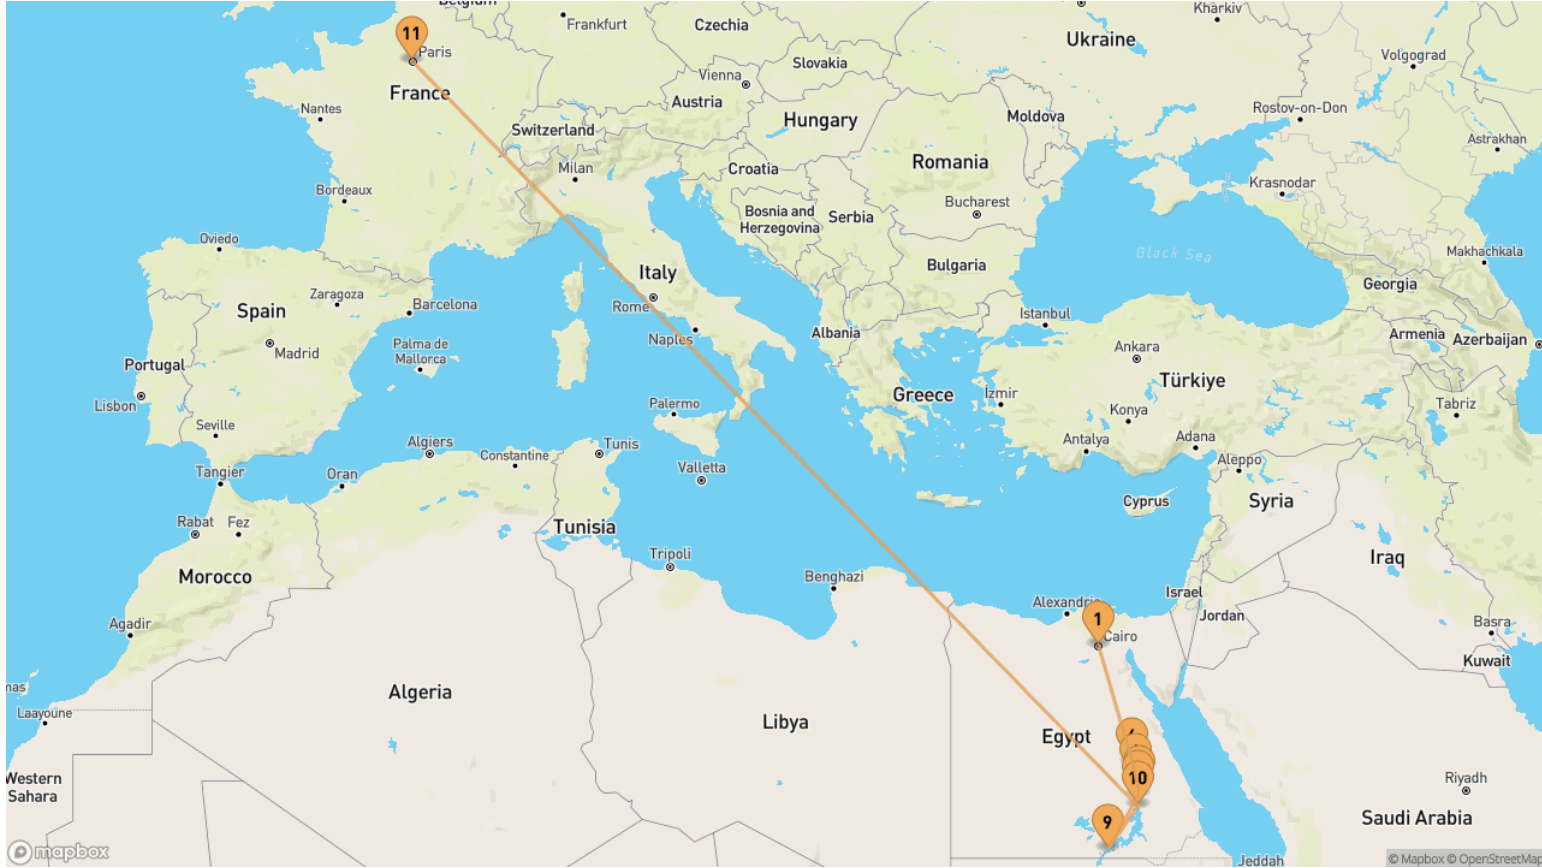 Belgium
Kharkiv
Frankfurt
Czechia
11
Paris
Ukraine
Volgograd
Slovakia
Vienna
France
Austria
Nantes
Hungary
Moldova
Rostov-on-Don
Switzerland
Astrakhan
Milan
Croatia
Romania
Krasnodar
Bordeaux
Bucharest
Bosnia and
Herzegovina
Serbia
Oviedo
Black Sea
Makhachkala
Italy
Bulgaria
Georgia
Zaragoza
Barcelona
Rome
Spain
Istanbul
Albania
Armenia
Azerbaijan
Naples
Palma de
Mallorca
Madrid
Ankara
Portugal
Türkiye
Greece
İzmir
Lisbon
Palermo
Konya
Tabriz
Seville
Algiers
Constantine
Tunis
Antalya
Adana
Aleppo
Tangier
Oran
Valletta
Cyprus
Syria
Rabat
Fez
Tunisia
Tripoli
Iraq
Morocco
Benghazi
Israel
Alexandria
Jordan
1
Agadir
Cairo
Basra
Kuwait
mas
Algeria
Laayoune
Libya
Egypt
10
Western
Sahara
Riyadh
9
Saudi Arabia
mapbox
© Mapbox © OpenStreetMap
Jeddah